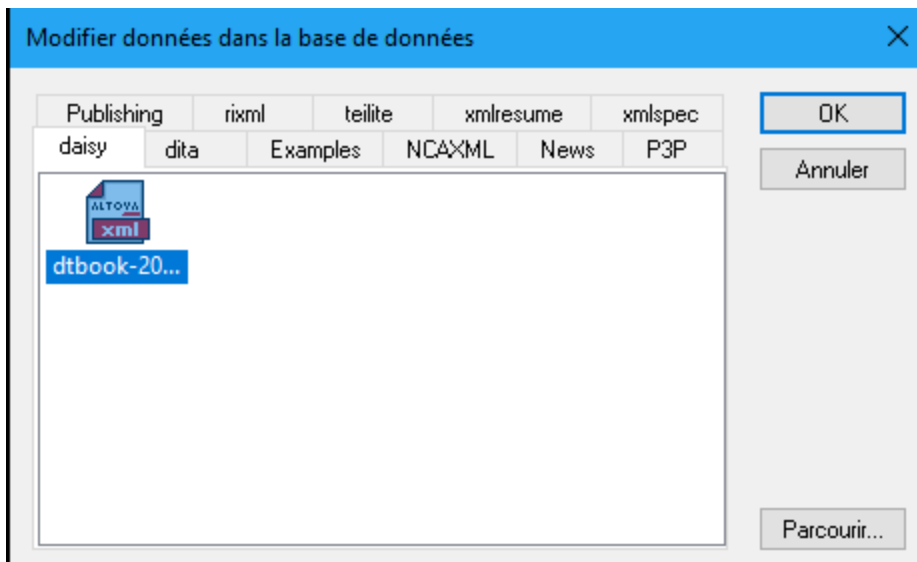 Modifier données dans la base de données
Publishing rixml teilite xmlresume xmlspec
daisy dita Examples NCAXML News P3P
OK
Annuler
ALTOVA
xml
dtbook-20...
Parcourir...